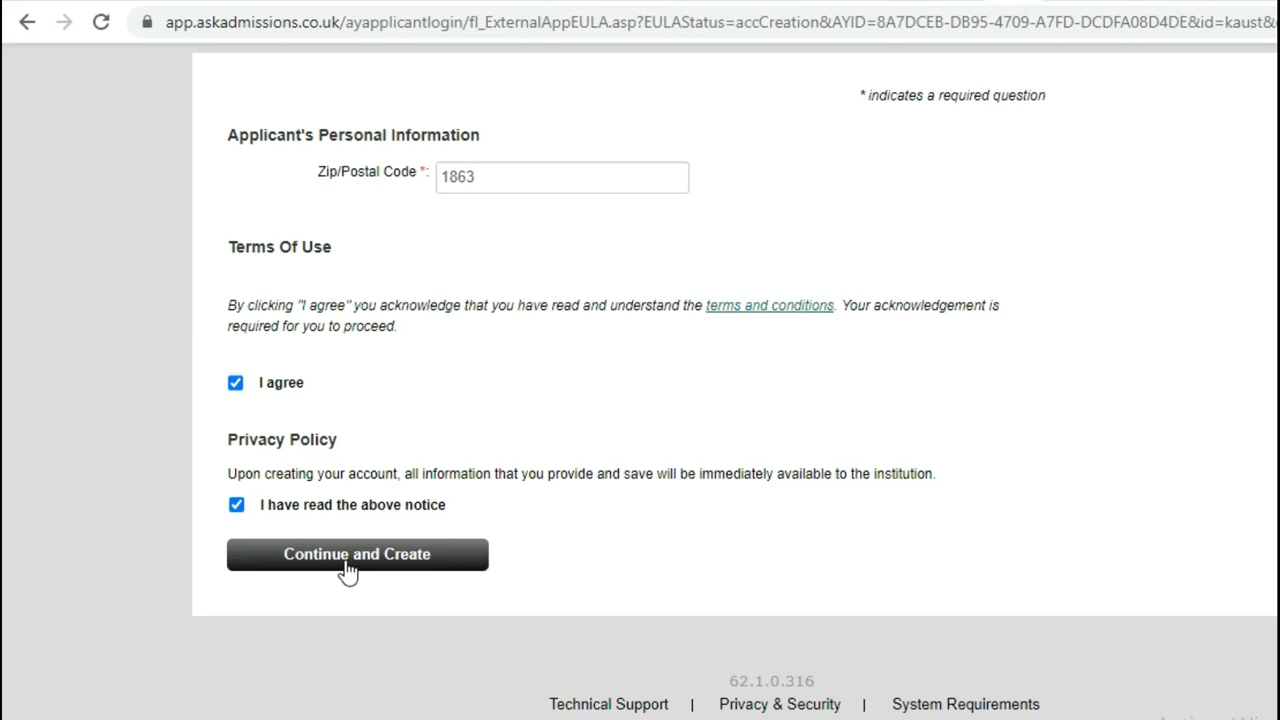 app.askadmissions.co.uk/ayapplicantlogin/fl_ExternalAppEULA.asp?EULAStatus=accCreation&AYID=8A7DCEB-DB95-4709-A7FD-DCDFA08D4DE&id=kaust&
* indicates a required question
Applicant's Personal Information
Zip/Postal Code *: 1863
Terms Of Use
By clicking "I agree" you acknowledge that you have read and understand the terms and conditions. Your acknowledgement is
required for you to proceed.
I agree
Privacy Policy
Upon creating your account, all information that you provide and save will be immediately available to the institution.
I have read the above notice
Continue and Create
62.1.0.316
Technical Support | Privacy & Security | System Requirements